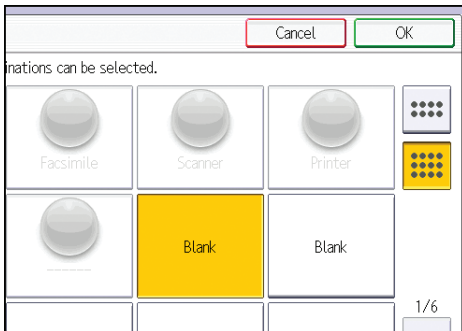 Cancel OK
inations can be selected.
Facsimile Scanner Printer
Blank Blank
1/6